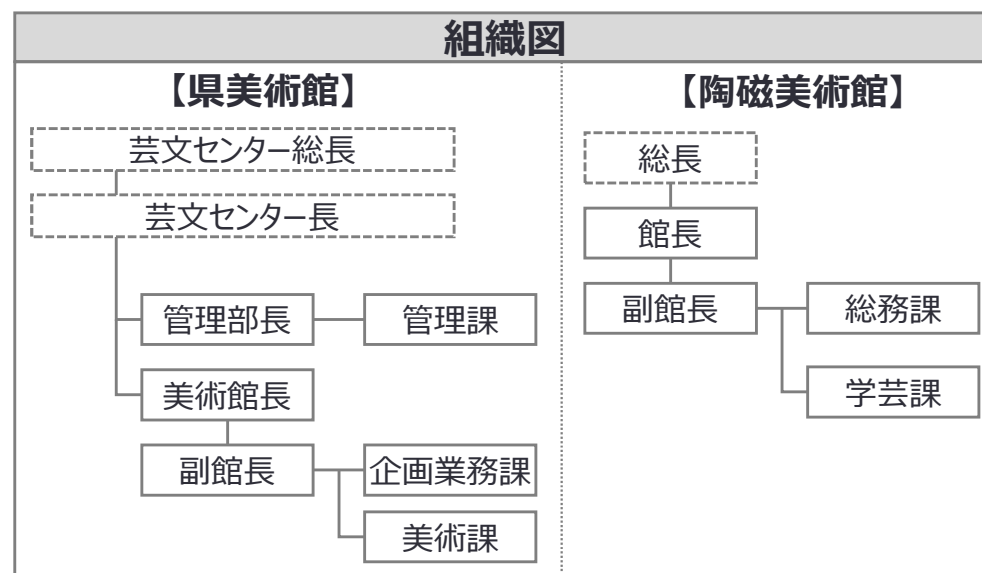 組織図
【県美術館】
芸文センター総長
芸文センター長
管理部長
管理課
美術館長
副館長
企画業務課
美術課
【陶磁美術館】
総長
館長
副館長
総務課
学芸課